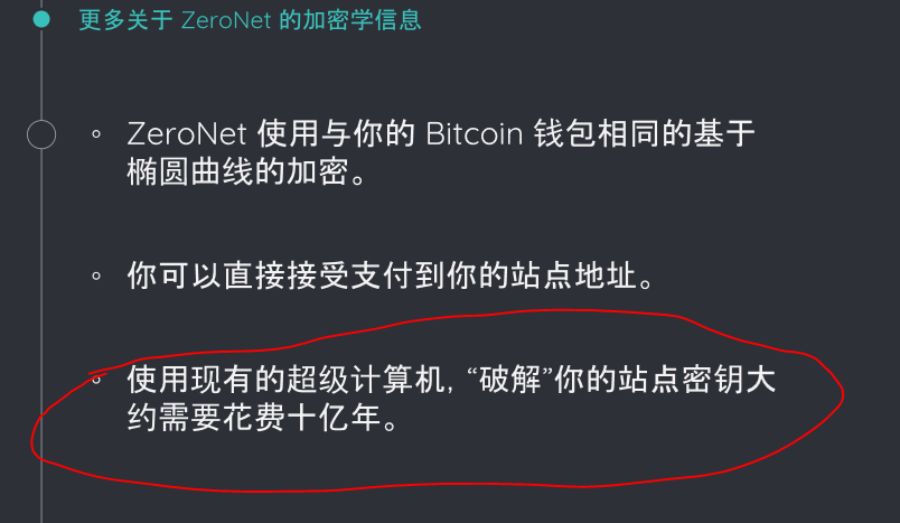 更多关于 ZeroNet 的加密学信息
ZeroNet 使用与你的 Bitcoin 钱包相同的基于
椭圆曲线的加密。
你可以直接接受支付到你的站点地址。
使用现有的超级计算机, “破解”你的站点密钥大
约需要花费十亿年。